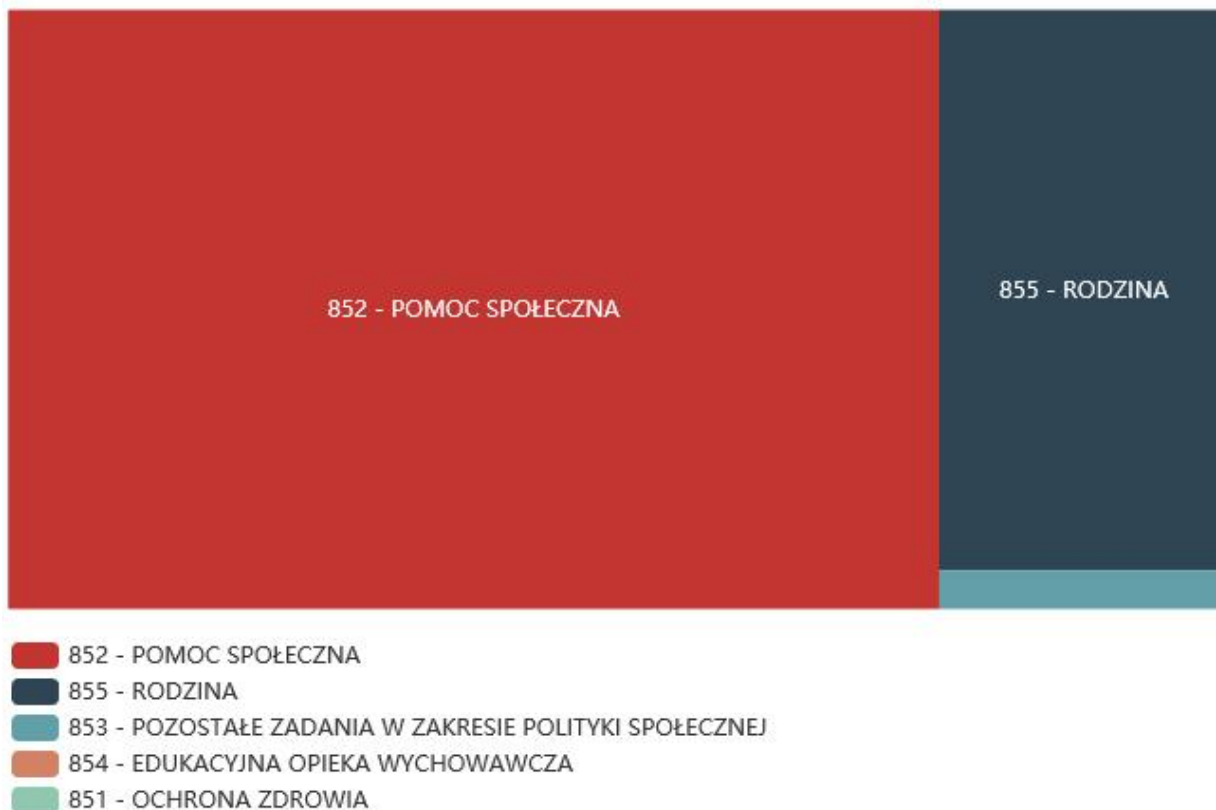 852 - POMOC SPOŁECZNA
855 - RODZINA
852 - POMOC SPOŁECZNA
855 - RODZINA
853 - POZOSTAŁE ZADANIA W ZAKRESIE POLITYKI SPOŁECZNEJ
854 - EDUKACYJNA OPIEKA WYCHOWAWCZA
851 - OCHRONA ZDROWIA